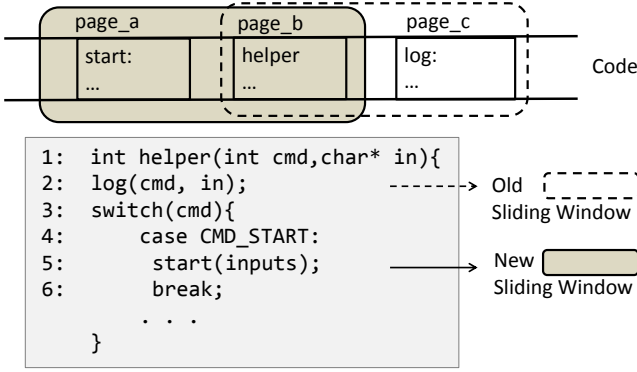 page_a page_b page_c
start: helper log:
... ... ...
Code
1: int helper(int cmd,char* in){
2: log(cmd, in);
3: switch(cmd){
4: case CMD_START:
5: start(inputs);
6: break;
. . .
}
Old
Sliding Window
New
Sliding Window